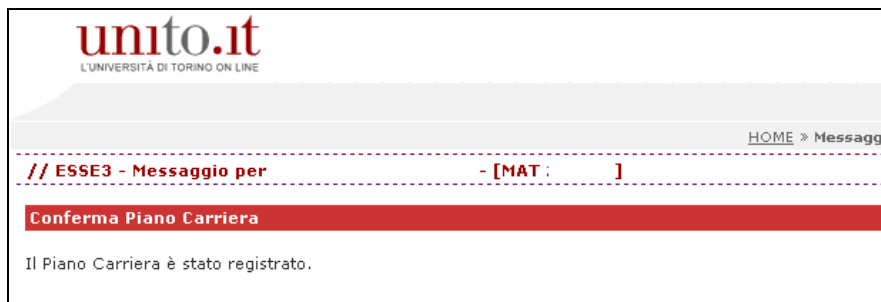 unito.it
L'UNIVERSITÀ DI TORINO ON LINE
HOME » Messagg
// ESSE3 - Messaggio per - [MAT : ]
Conferma Piano Carriera
Il Piano Carriera è stato registrato.